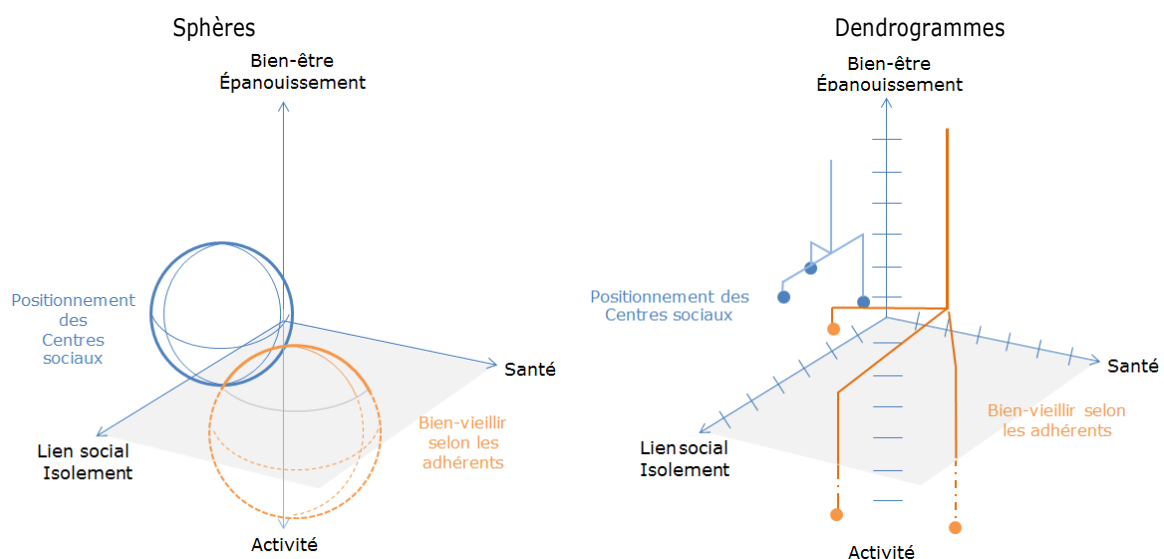 Sphères
Bien-être
Épanouissement
Positionnement
des
Centres
sociaux
Santé
Bien-vieillir
selon les
adhérents
Lien social
Isolement
Activité
Dendrogrammes
Bien-être
Épanouissement
Positionnement des
Centres sociaux
Santé
Bien-vieillir selon
les adhérents
Lien social
Isolement
Activité